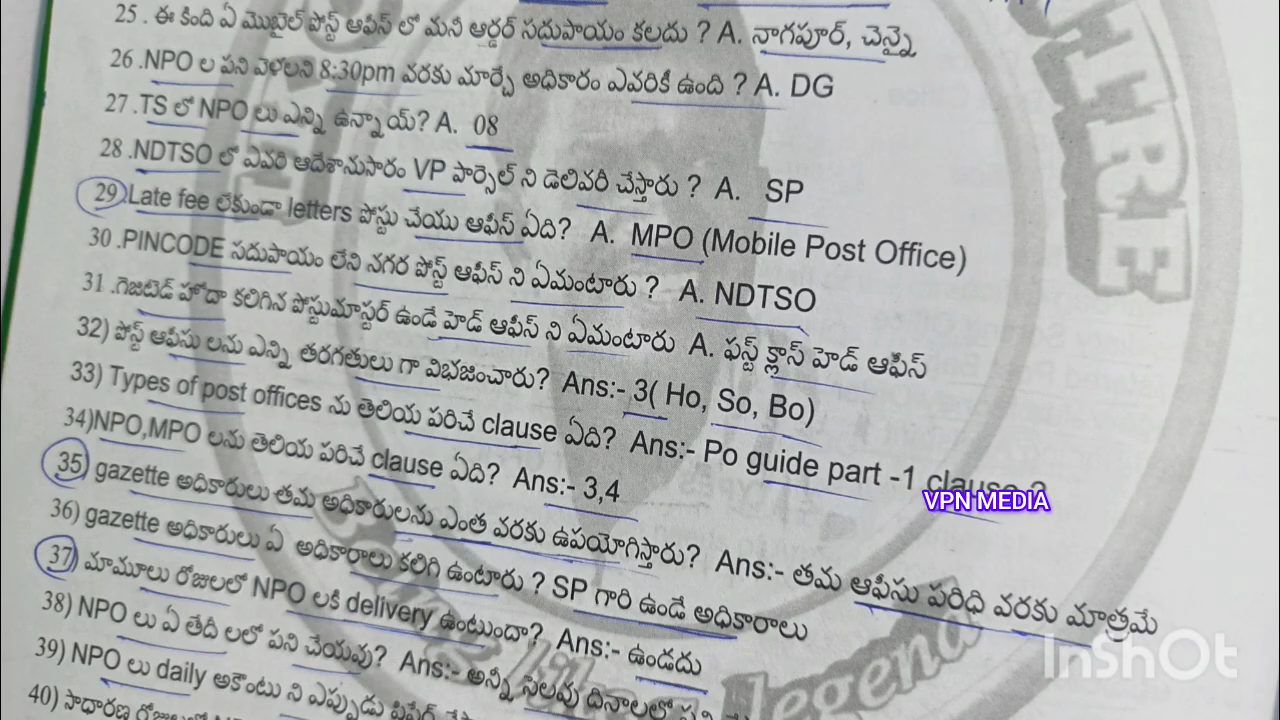 25 . ఈ కింది ఏ మొబైల్ పోస్ట్ ఆఫీస్ లో మని ఆర్డర్ సదుపాయం కలదు ? A. నాగపూర్, చెన్నై
26 .NPO ల పని వేళలని 8:30pm వరకు మార్చే అధికారం ఎవరికి ఉంది ? A. DG
27 .TS లో NPO లు ఎన్ని ఉన్నాయ్? A. 08
28 .NDTSO లో ఎవరి ఆదేశానుసారం VP పార్సెల్ ని డెలివరీ చేస్తారు ? A. SP
29 .Late fee లేకుండా letters పోస్టు చేయు ఆఫీస్ ఏది? A. MPO (Mobile Post Office)
30 .PINCODE సదుపాయం లేని నగర పోస్ట్ ఆఫీస్ ని ఏమంటారు ? A. NDTSO
31 .గెజిటెడ్ హోదా కలిగిన పోస్టుమాస్టర్ ఉండే హెడ్ ఆఫీస్ ని ఏమంటారు A. ఫస్ట్ క్లాస్ హెడ్ ఆఫీస్
32) పోస్ట్ ఆఫీసు లను ఎన్ని తరగతులు గా విభజించారు? Ans:- 3( Ho, So, Bo)
33) Types of post offices ను తెలియ పరిచే clause ఏది? Ans:- Po guide part -1 clause
34)NPO,MPO లను తెలియ పరిచే clause ఏది? Ans:- 3,4
35) gazette అధికారులు తమ అధికారులను ఎంత వరకు ఉపయోగిస్తారు? Ans:- తమ ఆఫీసు పరిధి వరకు మాత్రమే
36) gazette అధికారులు ఏ అధికారాలు కలిగి ఉంటారు ? SP గారి ఉండే అధికారాలు
37) మామూలు రోజులలో NPO లకి delivery ఉంటుందా? Ans:- ఉండదు
38) NPO లు ఏ తేదీ లలో పని చేయవు? Ans:- అన్నీ సెలవు దినాలలో
39) NPO లు daily అకౌంటు ని ఎప్పుడు
40) సాధారణ
VPN MEDIA
legend
InShOt